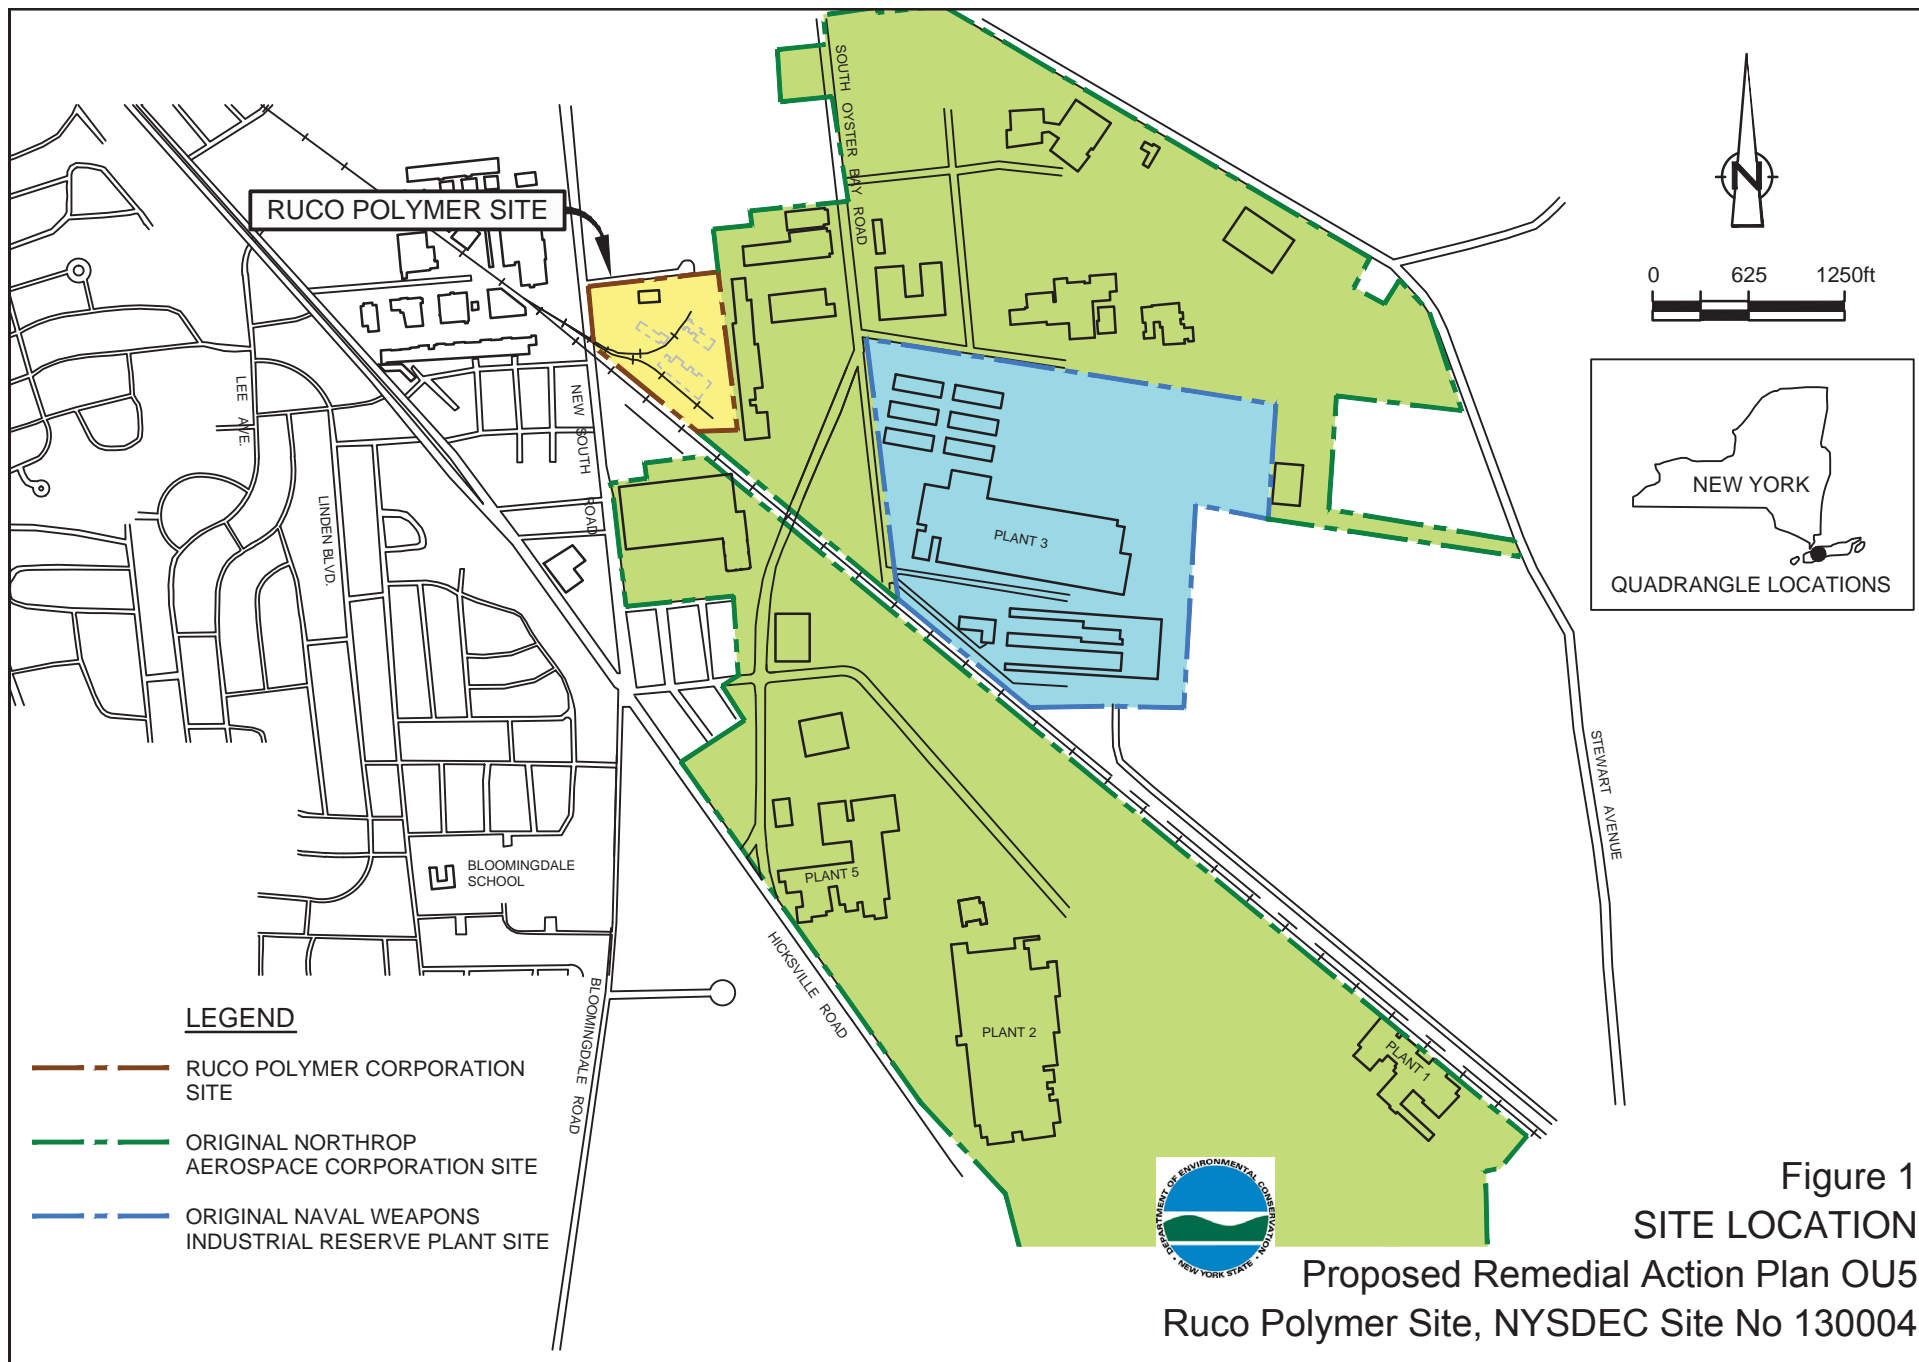 SOUTH OYSTER BAY ROAD
RUCO POLYMER SITE
N
0 625 1250ft
NEW YORK
QUADRANGLE LOCATIONS
LEE AVE.
NEW SOUTH ROAD
LINDEN BLVD.
PLANT 3
STEWART AVENUE
BLOOMINGDALE
SCHOOL
PLANT 5
HICKSVILLE ROAD
PLANT 2
PLANT 1
BLOOMINGDALE ROAD
LEGEND
RUCO POLYMER CORPORATION
SITE
ORIGINAL NORTHROP
AEROSPACE CORPORATION SITE
ORIGINAL NAVAL WEAPONS
INDUSTRIAL RESERVE PLANT SITE
DEPARTMENT OF ENVIRONMENTAL CONSERVATION
NEW YORK STATE
Figure 1
SITE LOCATION
Proposed Remedial Action Plan OU5
Ruco Polymer Site, NYSDEC Site No 130004